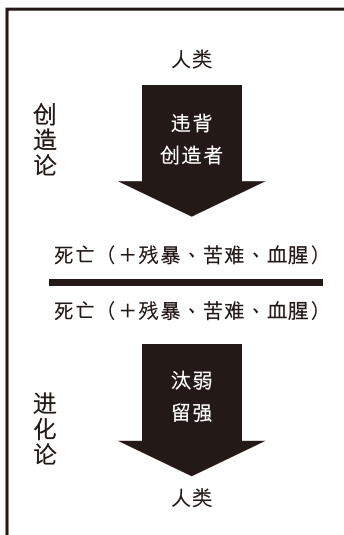 人类
创造论
违背
创造者
死亡（＋残暴、苦难、血腥）
死亡（＋残暴、苦难、血腥）
进化论
汰弱
留强
人类